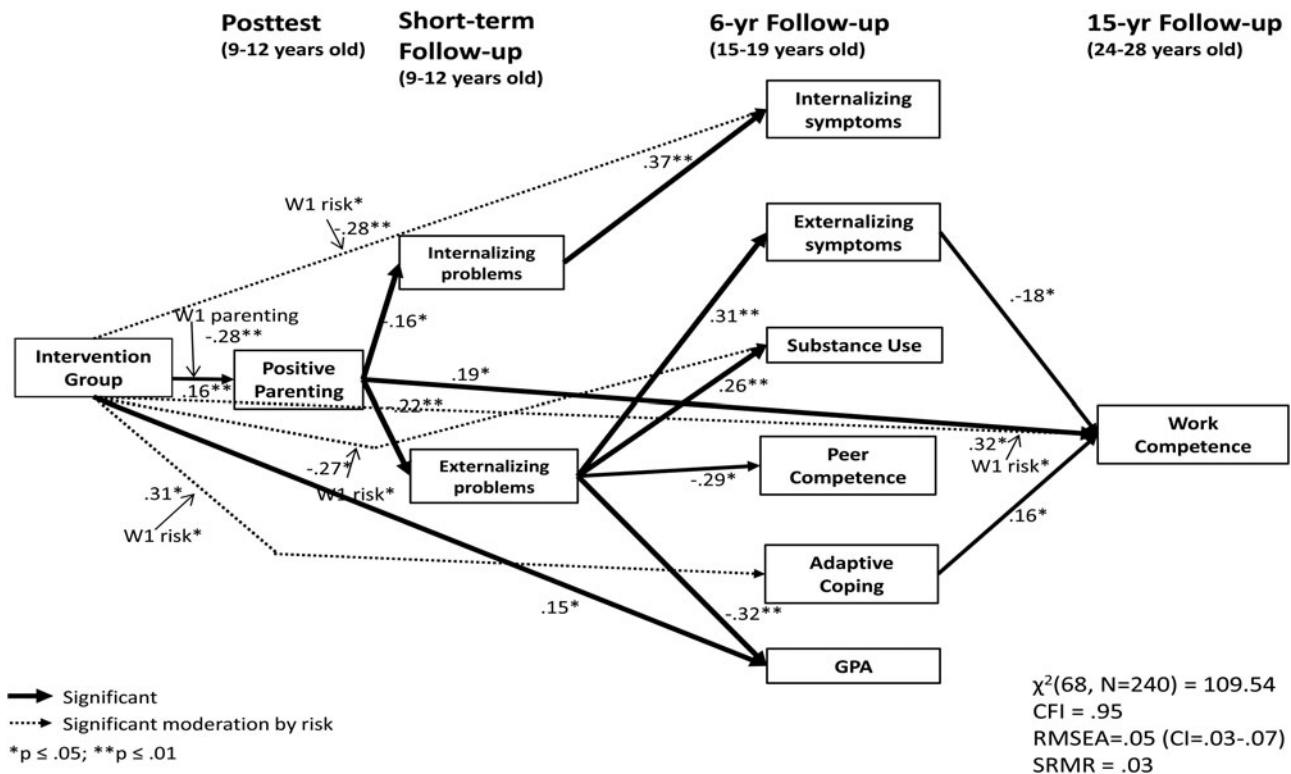 Posttest
(9-12 years old)
Short-term
Follow-up
(9-12 years old)
6-yr Follow-up
(15-19 years old)
15-yr Follow-up
(24-28 years old)
Internalizing
symptoms
.37**
W1 risk*
-.28**
Internalizing
problems
Externalizing
symptoms
W1 parenting
-.28**
-.16*
.31**
.-18*
Intervention
Group
.16**
Positive
Parenting
.19*
Substance Use
.26**
.22**
Work
Competence
.32*
W1 risk*
-.27*
W1 risk*
Externalizing
problems
-.29*
Peer
Competence
.31*
W1 risk*
.16*
Adaptive
Coping
-.32**
.15*
GPA
Significant
Significant moderation by risk
*p ≤ .05; **p ≤ .01
χ²(68, N=240) = 109.54
CFI = .95
RMSEA=.05 (CI=.03-.07)
SRMR = .03